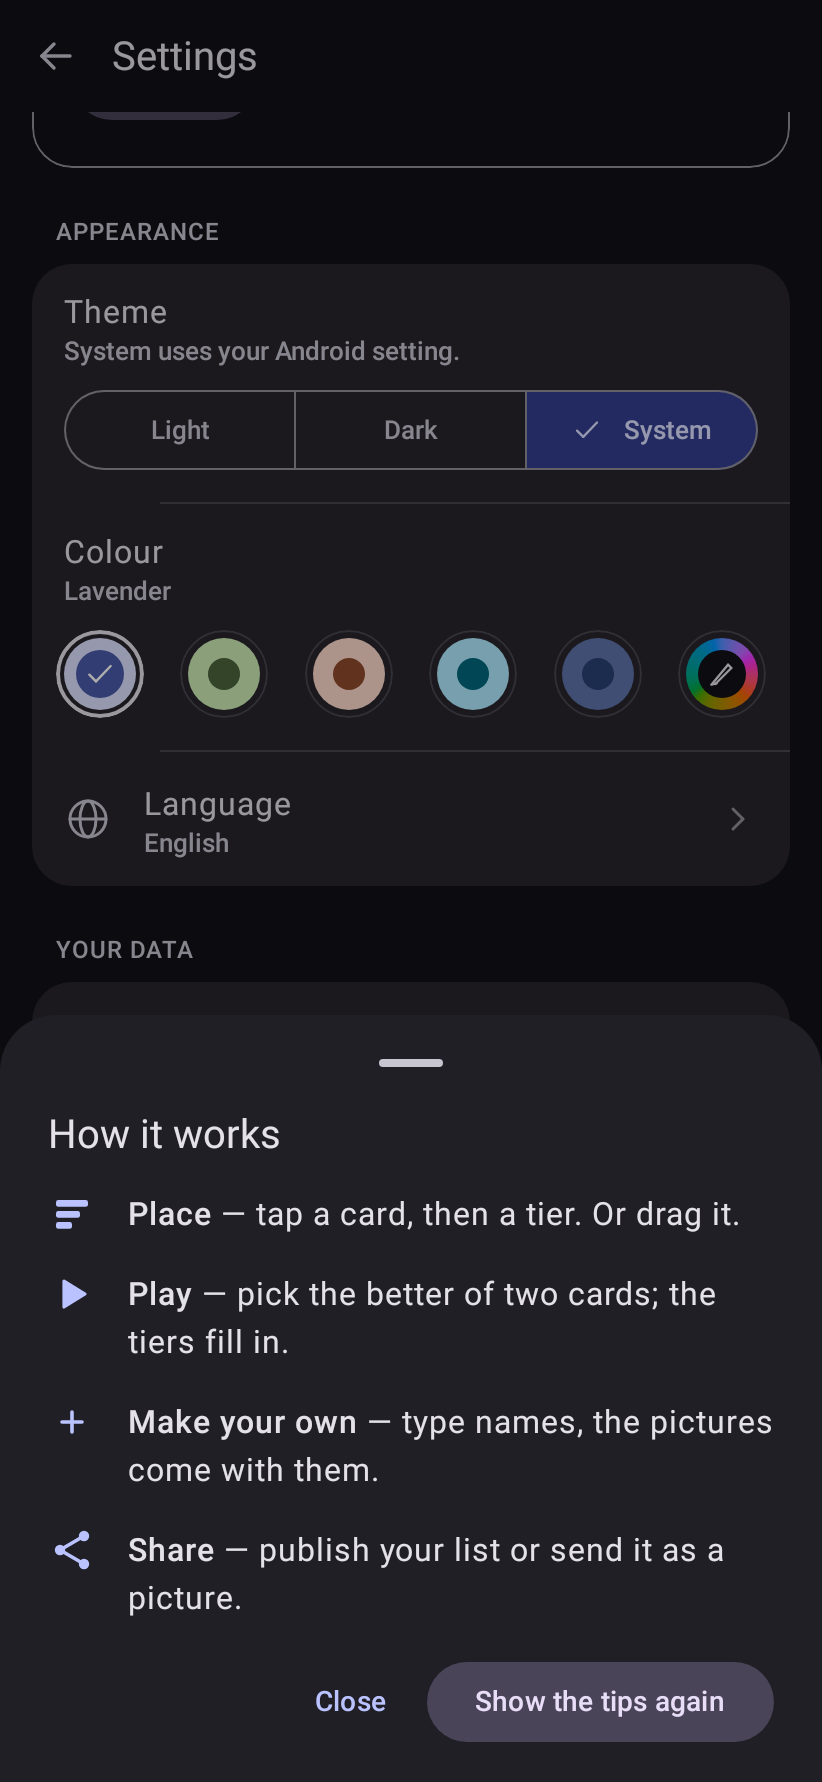 Settings
APPEARANCE
Theme
System uses your Android setting.
Light
Dark
System
Colour
Lavender
Language
English
YOUR DATA
How it works
Place — tap a card, then a tier. Or drag it.
Play — pick the better of two cards; the
tiers fill in.
Make your own — type names, the pictures
come with them.
Share — publish your list or send it as a
picture.
Close
Show the tips again